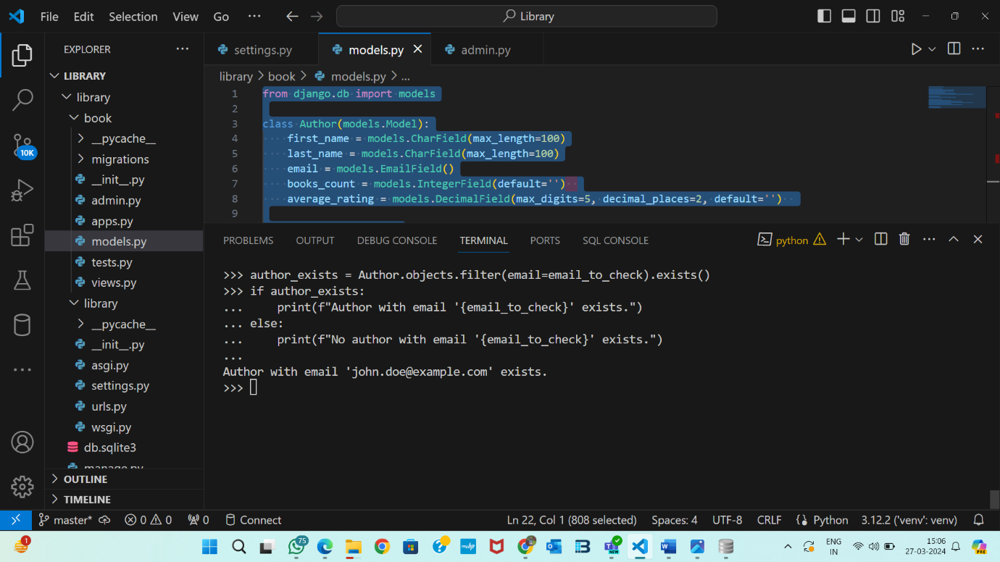 File Edit Selection View Go ... Library
EXPLORER ...
settings.py models.py admin.py
LIBRARY
library
book
__pycache__
migrations
__init__.py
admin.py
apps.py
models.py
tests.py
views.py
library
__pycache__
__init__.py
asgi.py
settings.py
urls.py
wsgi.py
db.sqlite3
manage.py
OUTLINE
TIMELINE
10K
library > book > models.py > ...
1 from django.db import models
2
3 class Author(models.Model):
4 first_name = models.CharField(max_length=100)
5 last_name = models.CharField(max_length=100)
6 email = models.EmailField()
7 books_count = models.IntegerField(default='')
8 average_rating = models.DecimalField(max_digits=5, decimal_places=2, default='')
9
PROBLEMS OUTPUT DEBUG CONSOLE TERMINAL PORTS SQL CONSOLE python
>>> author_exists = Author.objects.filter(email=email_to_check).exists()
>>> if author_exists:
... print(f"Author with email '{email_to_check}' exists.")
... else:
... print(f"No author with email '{email_to_check}' exists.")
...
Author with email 'john.doe@example.com' exists.
>>>
master* 0 0 0 Connect Ln 22, Col 1 (808 selected) Spaces: 4 UTF-8 CRLF Python 3.12.2 ('venv': venv)
1 75 NEW ENG 15:06 PRE
IN 27-03-2024